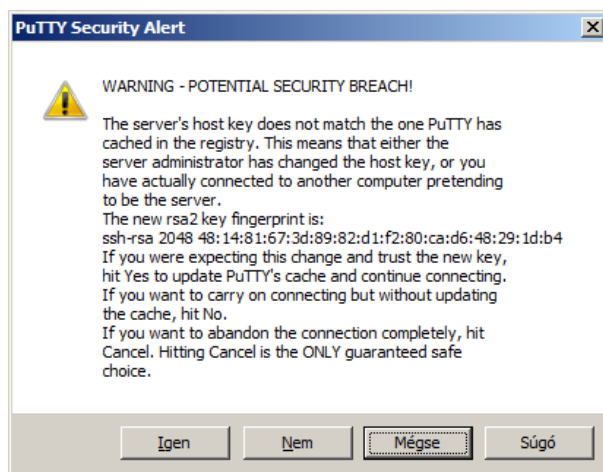 PuTTY Security Alert
WARNING - POTENTIAL SECURITY BREACH!
The server's host key does not match the one PuTTY has
cached in the registry. This means that either the
server administrator has changed the host key, or you
have actually connected to another computer pretending
to be the server.
The new rsa2 key fingerprint is:
ssh-rsa 2048 48:14:81:67:3d:89:82:d1:f2:80:ca:d6:48:29:1d:b4
If you were expecting this change and trust the new key,
hit Yes to update PuTTY's cache and continue connecting.
If you want to carry on connecting but without updating
the cache, hit No.
If you want to abandon the connection completely, hit
Cancel. Hitting Cancel is the ONLY guaranteed safe
choice.
Igen Nem Mégse Súgó